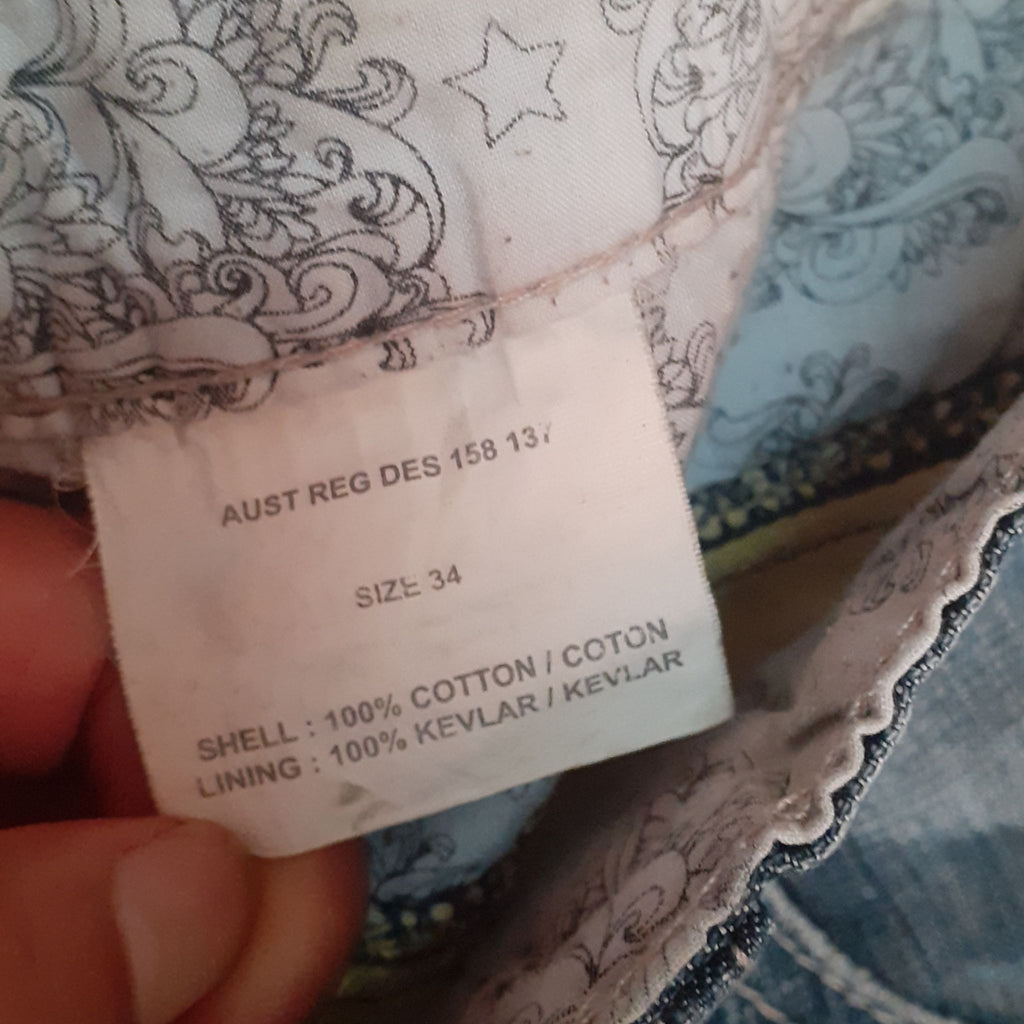 AUST REG DES 158 137
SIZE 34
SHELL : 100% COTTON / COTON
LINING : 100% KEVLAR / KEVLAR